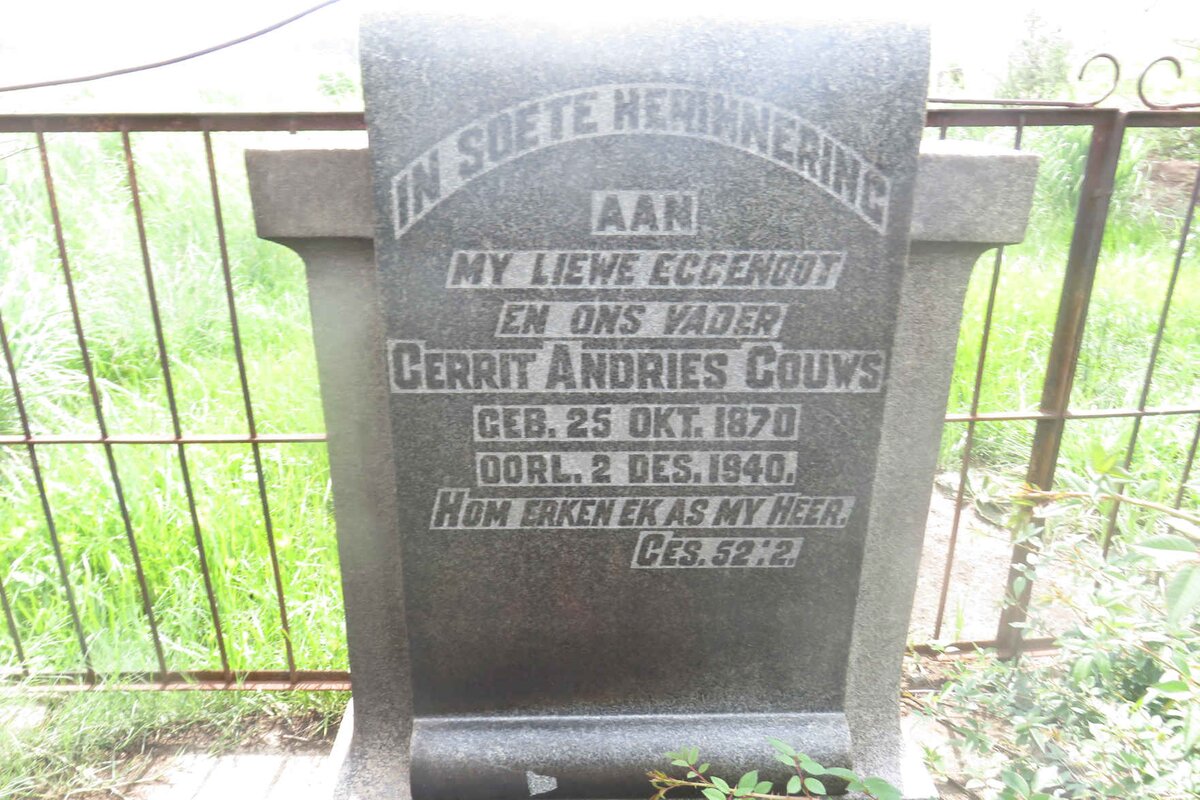 IN SOETE HERINNERING
AAN
MY LIEWE EGGENOOT
EN ONS VADER
GERRIT ANDRIES GOUWS
GEB. 25 OKT. 1870
OORL. 2 DES. 1940.
HOM ERKEN EK AS MY HEER.
GES. 52:2.